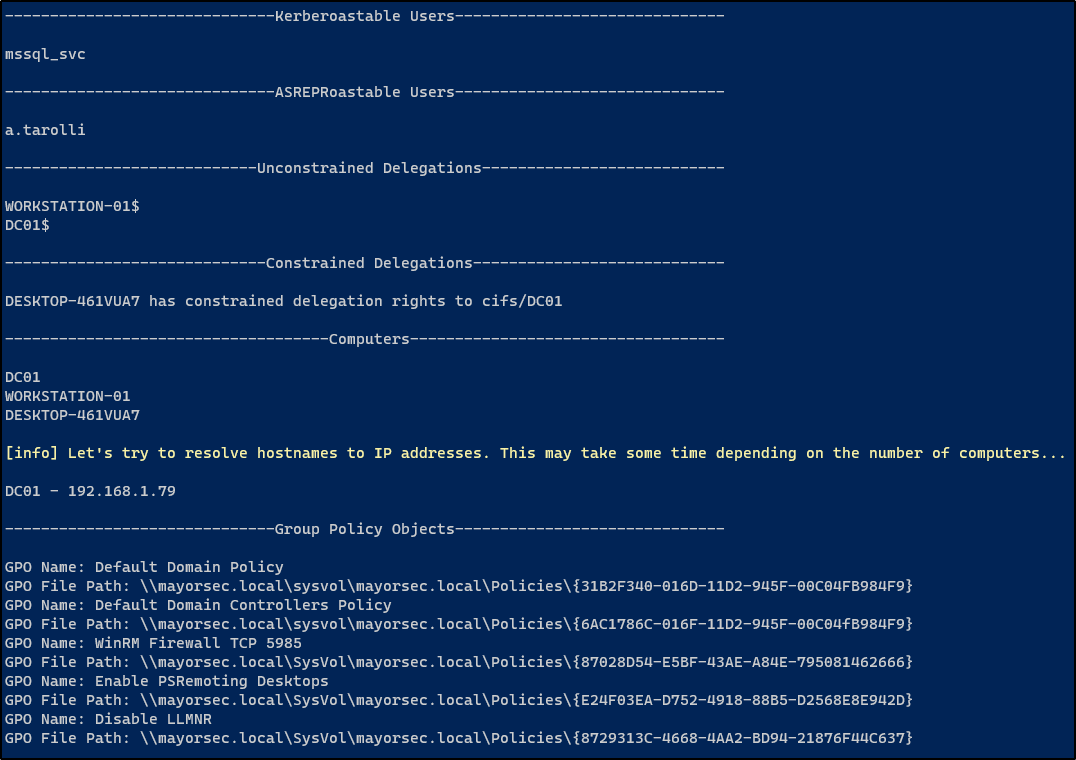 ------------------------------Kerberoastable Users------------------------------
mssql_svc
------------------------------ASREPRoastable Users------------------------------
a.tarolli
----------------------------Unconstrained Delegations---------------------------
WORKSTATION-01$
DC01$
-----------------------------Constrained Delegations----------------------------
DESKTOP-461VUA7 has constrained delegation rights to cifs/DC01
------------------------------------Computers-----------------------------------
DC01
WORKSTATION-01
DESKTOP-461VUA7
[info] Let's try to resolve hostnames to IP addresses. This may take some time depending on the number of computers...
DC01 - 192.168.1.79
------------------------------Group Policy Objects------------------------------
GPO Name: Default Domain Policy
GPO File Path: \\mayorsec.local\sysvol\mayorsec.local\Policies\{31B2F340-016D-11D2-945F-00C04FB984F9}
GPO Name: Default Domain Controllers Policy
GPO File Path: \\mayorsec.local\sysvol\mayorsec.local\Policies\{6AC1786C-016F-11D2-945F-00C04fB984F9}
GPO Name: WinRM Firewall TCP 5985
GPO File Path: \\mayorsec.local\SysVol\mayorsec.local\Policies\{87028D54-E5BF-43AE-A84E-795081462666}
GPO Name: Enable PSRemoting Desktops
GPO File Path: \\mayorsec.local\SysVol\mayorsec.local\Policies\{E24F03EA-D752-4918-88B5-D2568E8E942D}
GPO Name: Disable LLMNR
GPO File Path: \\mayorsec.local\SysVol\mayorsec.local\Policies\{8729313C-4668-4AA2-BD94-21876F44C637}